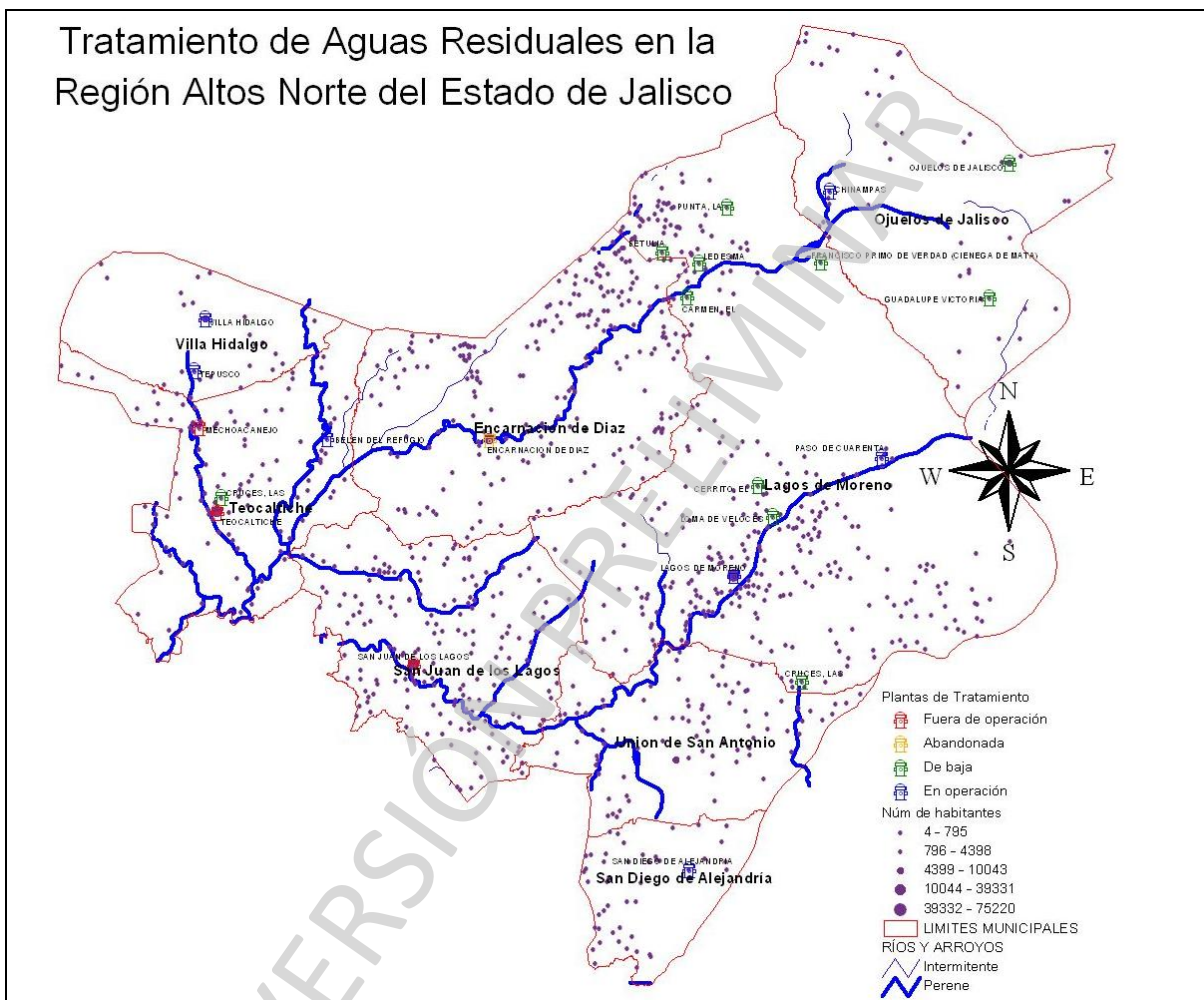 Tratamiento de Aguas Residuales en la
Región Altos Norte del Estado de Jalisco
VERSIÓN PRELIMINAR
OJUELOS DE JALISCO
CHINAMPAS
PUNTA, LA
Ojuelos de Jalisco
BETULIA
LEDESMA
FRANCISCO PRIMO DE VERDAD (CIENEGA DE MATA)
CARMEN, EL
GUADALUPE VICTORIA
VILLA HIDALGO
Villa Hidalgo
TEPUSCO
MECHOACANEJO
BELEN DEL REFUGIO
Encarnacion de Diaz
ENCARNACION DE DIAZ
PASO DE CUARENTA
CERRITO, EL
Lagos de Moreno
CRUCES, LAS
Teocaltiche
TEOCALTICHE
LOMA DE VELOCES
LAGOS DE MORENO
N
W
E
S
SAN JUAN DE LOS LAGOS
San Juan de los Lagos
CRUCES, LAS
Union de San Antonio
SAN DIEGO DE ALEJANDRIA
San Diego de Alejandría
Plantas de Tratamiento
Fuera de operación
Abandonada
De baja
En operación
Núm de habitantes
4 - 795
796 - 4398
4399 - 10043
10044 - 39331
39332 - 75220
LIMITES MUNICIPALES
RÍOS Y ARROYOS
Intermitente
Perene